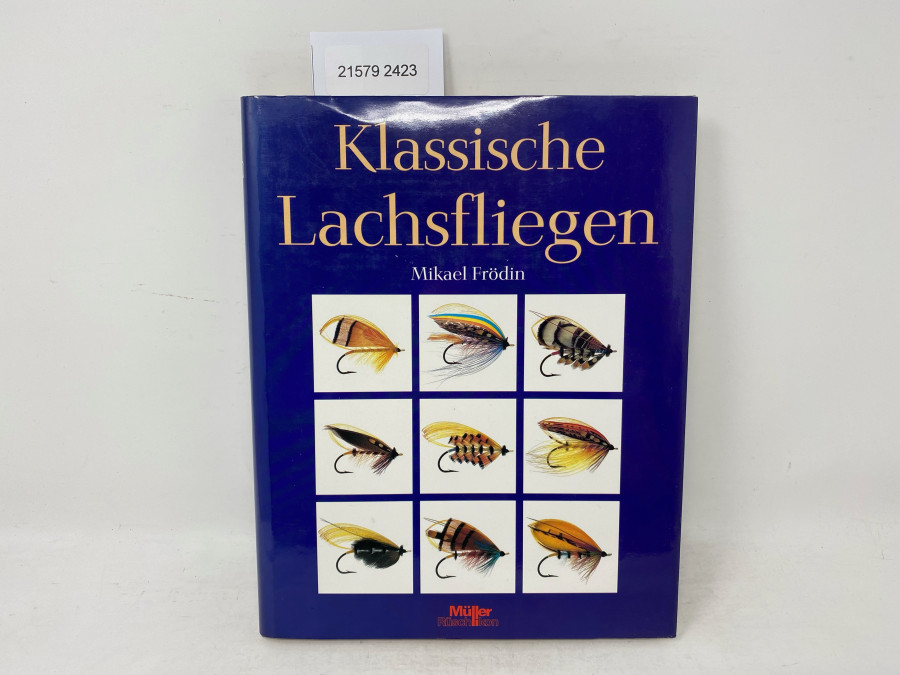 21579 2423
Klassische
Lachsfliegen
Mikael Frödin
Müller
Rüschlikon